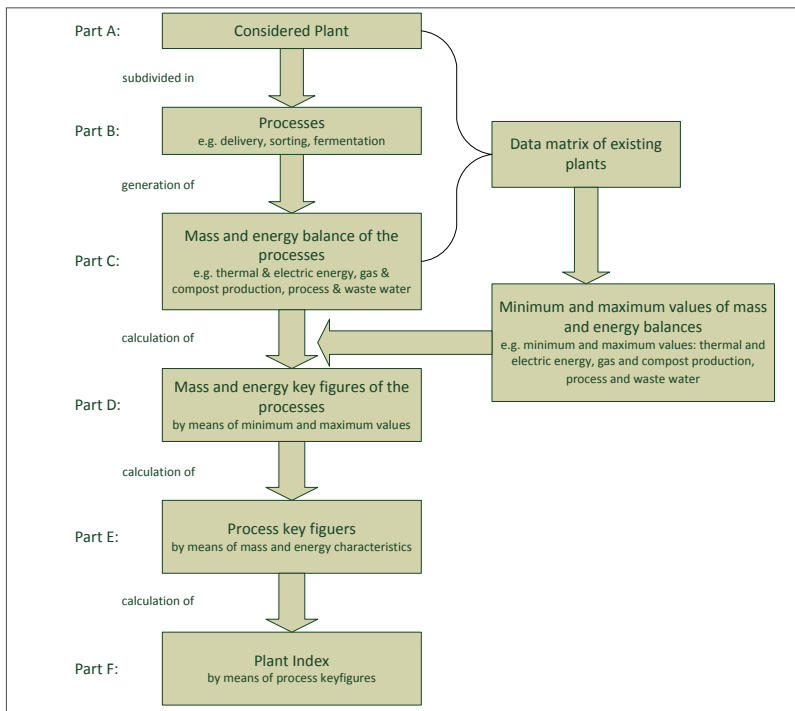 Part A:
Considered Plant
subdivided in
Part B:
Processes
e.g. delivery, sorting, fermentation
Data matrix of existing
plants
generation of
Part C:
Mass and energy balance of the
processes
e.g. thermal & electric energy, gas &
compost production, process & waste water
Minimum and maximum values of mass
and energy balances
e.g. minimum and maximum values: thermal and
electric energy, gas and compost production,
process and waste water
calculation of
Part D:
Mass and energy key figures of the
processes
by means of minimum and maximum values
calculation of
Part E:
Process key figuers
by means of mass and energy characteristics
calculation of
Part F:
Plant Index
by means of process keyfigures